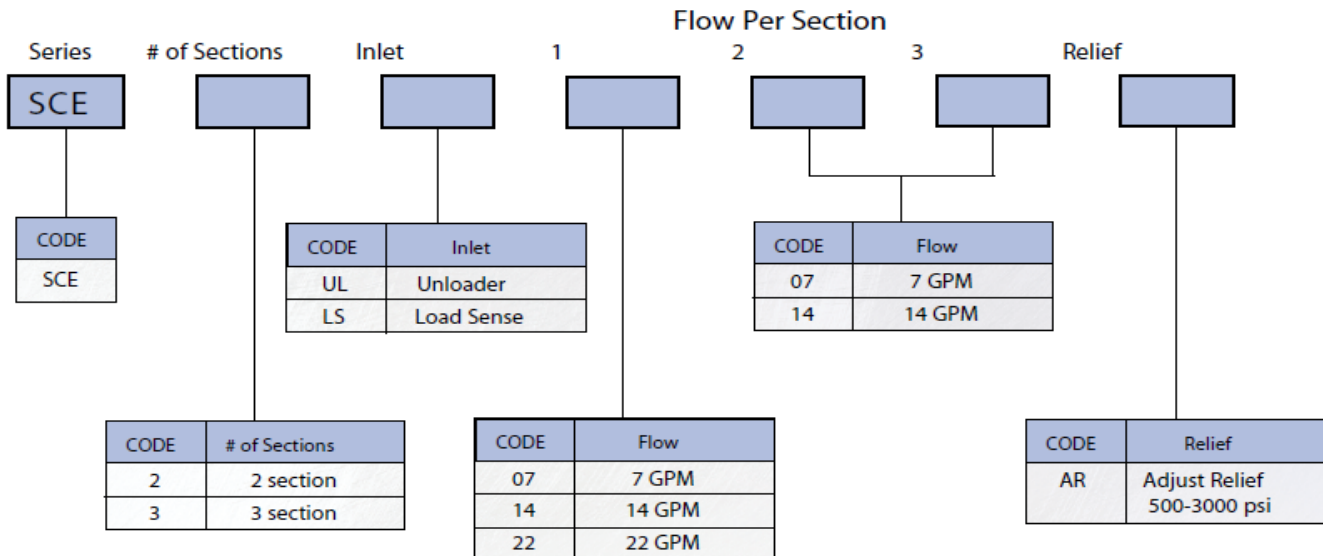 Flow Per Section
Series # of Sections Inlet 1 2 3 Relief
SCE
CODE
SCE
CODE Inlet
UL Unloader
LS Load Sense
CODE Flow
07 7 GPM
14 14 GPM
CODE # of Sections
2 2 section
3 3 section
CODE Flow
07 7 GPM
14 14 GPM
22 22 GPM
CODE Relief
AR Adjust Relief
500-3000 psi